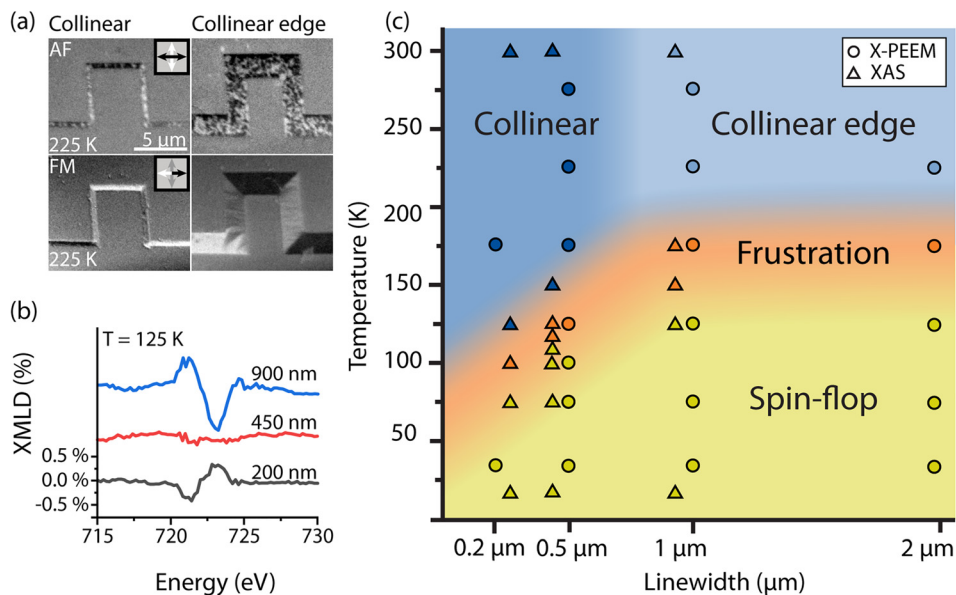 (a) Collinear Collinear edge
AF
225 K 5 µm
FM
225 K
(b)
T = 125 K
XMLD (%)
900 nm
450 nm
0.5 %
0.0 %
-0.5 %
200 nm
715 720 725 730
Energy (eV)
(c)
Temperature (K)
300
250
200
150
100
50
X-PEEM
XAS
Collinear
Collinear edge
Frustration
Spin-flop
0.2 µm 0.5 µm 1 µm 2 µm
Linewidth (µm)